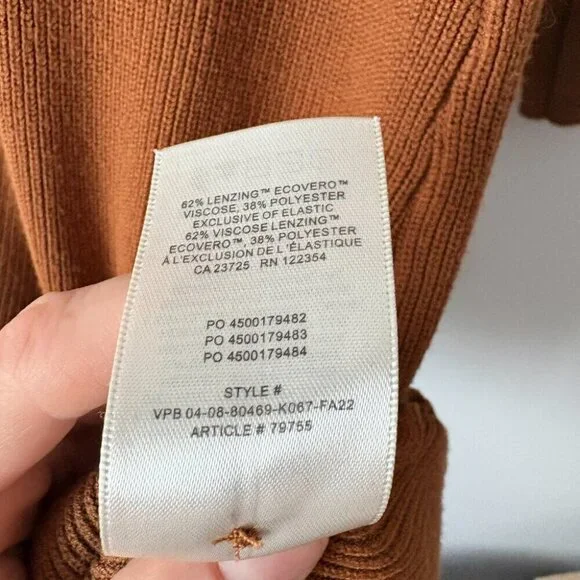 62% LENZING™ ECOVERO™
VISCOSE, 38% POLYESTER
EXCLUSIVE OF ELASTIC
62% VISCOSE LENZING™
ECOVERO™, 38% POLYESTER
À L'EXCLUSION DE L'ÉLASTIQUE
CA 23725 RN 122354
PO 4500179482
PO 4500179483
PO 4500179484
STYLE #
VPB 04-08-80469-K067-FA22
ARTICLE # 79755